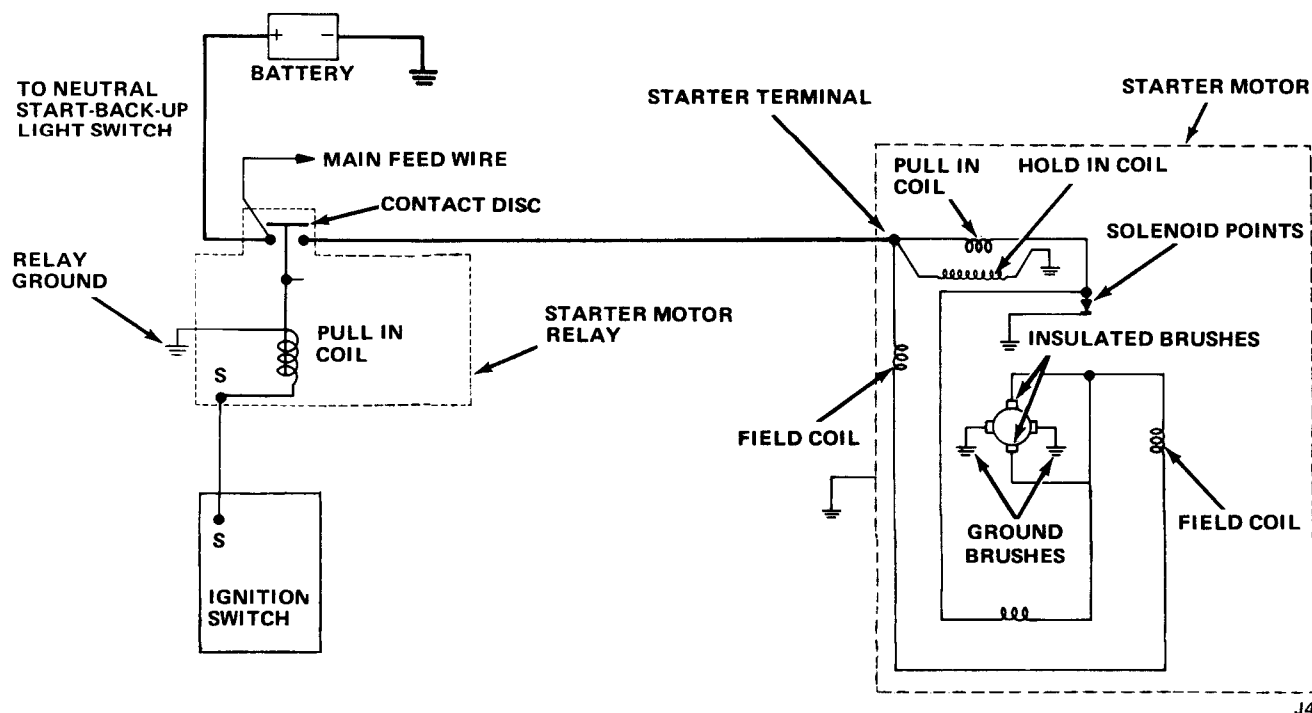 + −
BATTERY
TO NEUTRAL
START-BACK-UP
LIGHT SWITCH
MAIN FEED WIRE
CONTACT DISC
RELAY
GROUND
PULL IN
COIL
S
STARTER MOTOR
RELAY
S
IGNITION
SWITCH
STARTER TERMINAL
STARTER MOTOR
PULL IN
COIL
HOLD IN COIL
SOLENOID POINTS
INSULATED BRUSHES
FIELD COIL
GROUND
BRUSHES
FIELD COIL